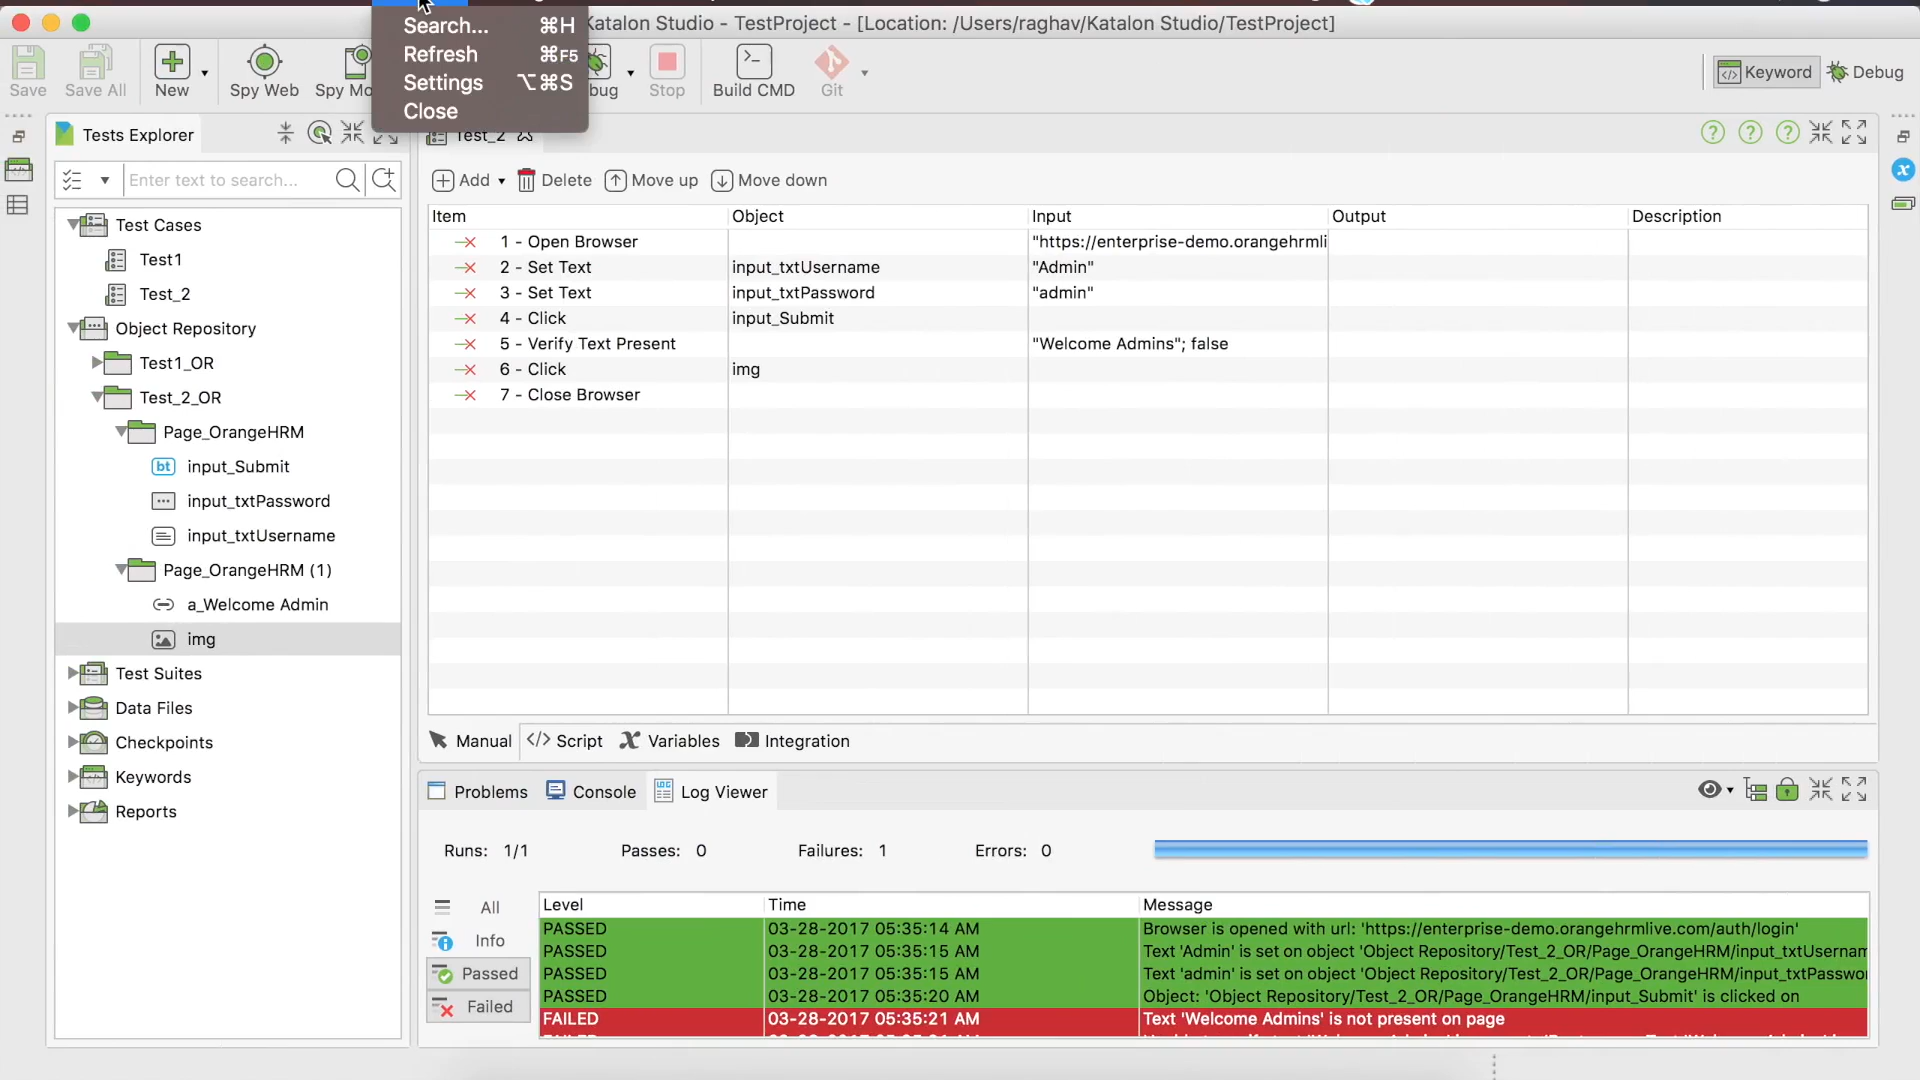 Search... ⌘H
Refresh ⌘F5
Settings ⌥⌘S
Close
Katalon Studio - TestProject - [Location: /Users/raghav/Katalon Studio/TestProject]
Save
Save All
New
Spy Web
Spy Mo
bug
Stop
Build CMD
Git
Keyword
Debug
Tests Explorer
Enter text to search...
Test Cases
Test1
Test_2
Object Repository
Test1_OR
Test_2_OR
Page_OrangeHRM
bt input_Submit
input_txtPassword
input_txtUsername
Page_OrangeHRM (1)
a_Welcome Admin
img
Test Suites
Data Files
Checkpoints
Keywords
Reports
Test_2
Add Delete Move up Move down
Item Object Input Output Description
1 - Open Browser "https://enterprise-demo.orangehrmli
2 - Set Text input_txtUsername "Admin"
3 - Set Text input_txtPassword "admin"
4 - Click input_Submit
5 - Verify Text Present "Welcome Admins"; false
6 - Click img
7 - Close Browser
Manual Script Variables Integration
Problems Console Log Viewer
Runs: 1/1 Passes: 0 Failures: 1 Errors: 0
All
Info
Passed
Failed
Level Time Message
PASSED 03-28-2017 05:35:14 AM Browser is opened with url: 'https://enterprise-demo.orangehrmlive.com/auth/login'
PASSED 03-28-2017 05:35:15 AM Text 'Admin' is set on object 'Object Repository/Test_2_OR/Page_OrangeHRM/input_txtUsernam
PASSED 03-28-2017 05:35:15 AM Text 'admin' is set on object 'Object Repository/Test_2_OR/Page_OrangeHRM/input_txtPasswo
PASSED 03-28-2017 05:35:20 AM Object: 'Object Repository/Test_2_OR/Page_OrangeHRM/input_Submit' is clicked on
FAILED 03-28-2017 05:35:21 AM Text 'Welcome Admins' is not present on page